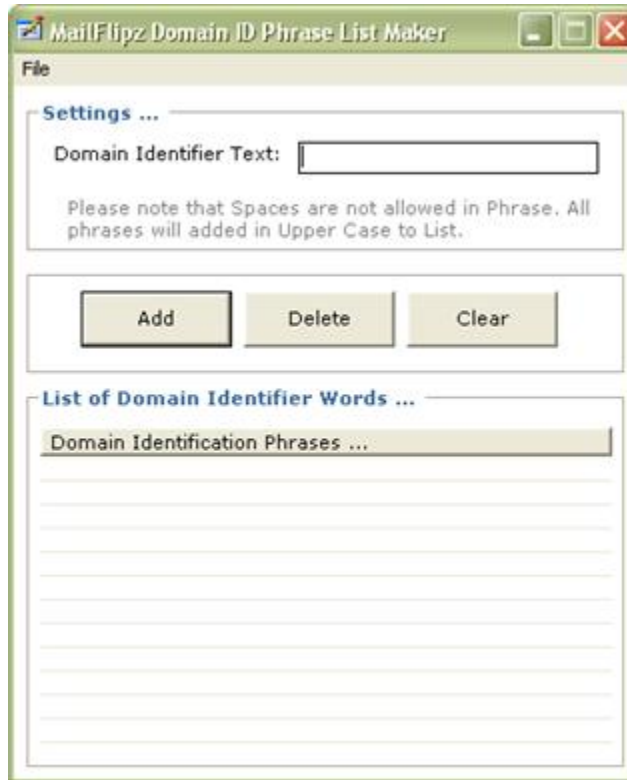 MailFlipz Domain ID Phrase List Maker
File
Settings ...
Domain Identifier Text:
Please note that Spaces are not allowed in Phrase. All
phrases will added in Upper Case to List.
Add Delete Clear
List of Domain Identifier Words ...
Domain Identification Phrases ...